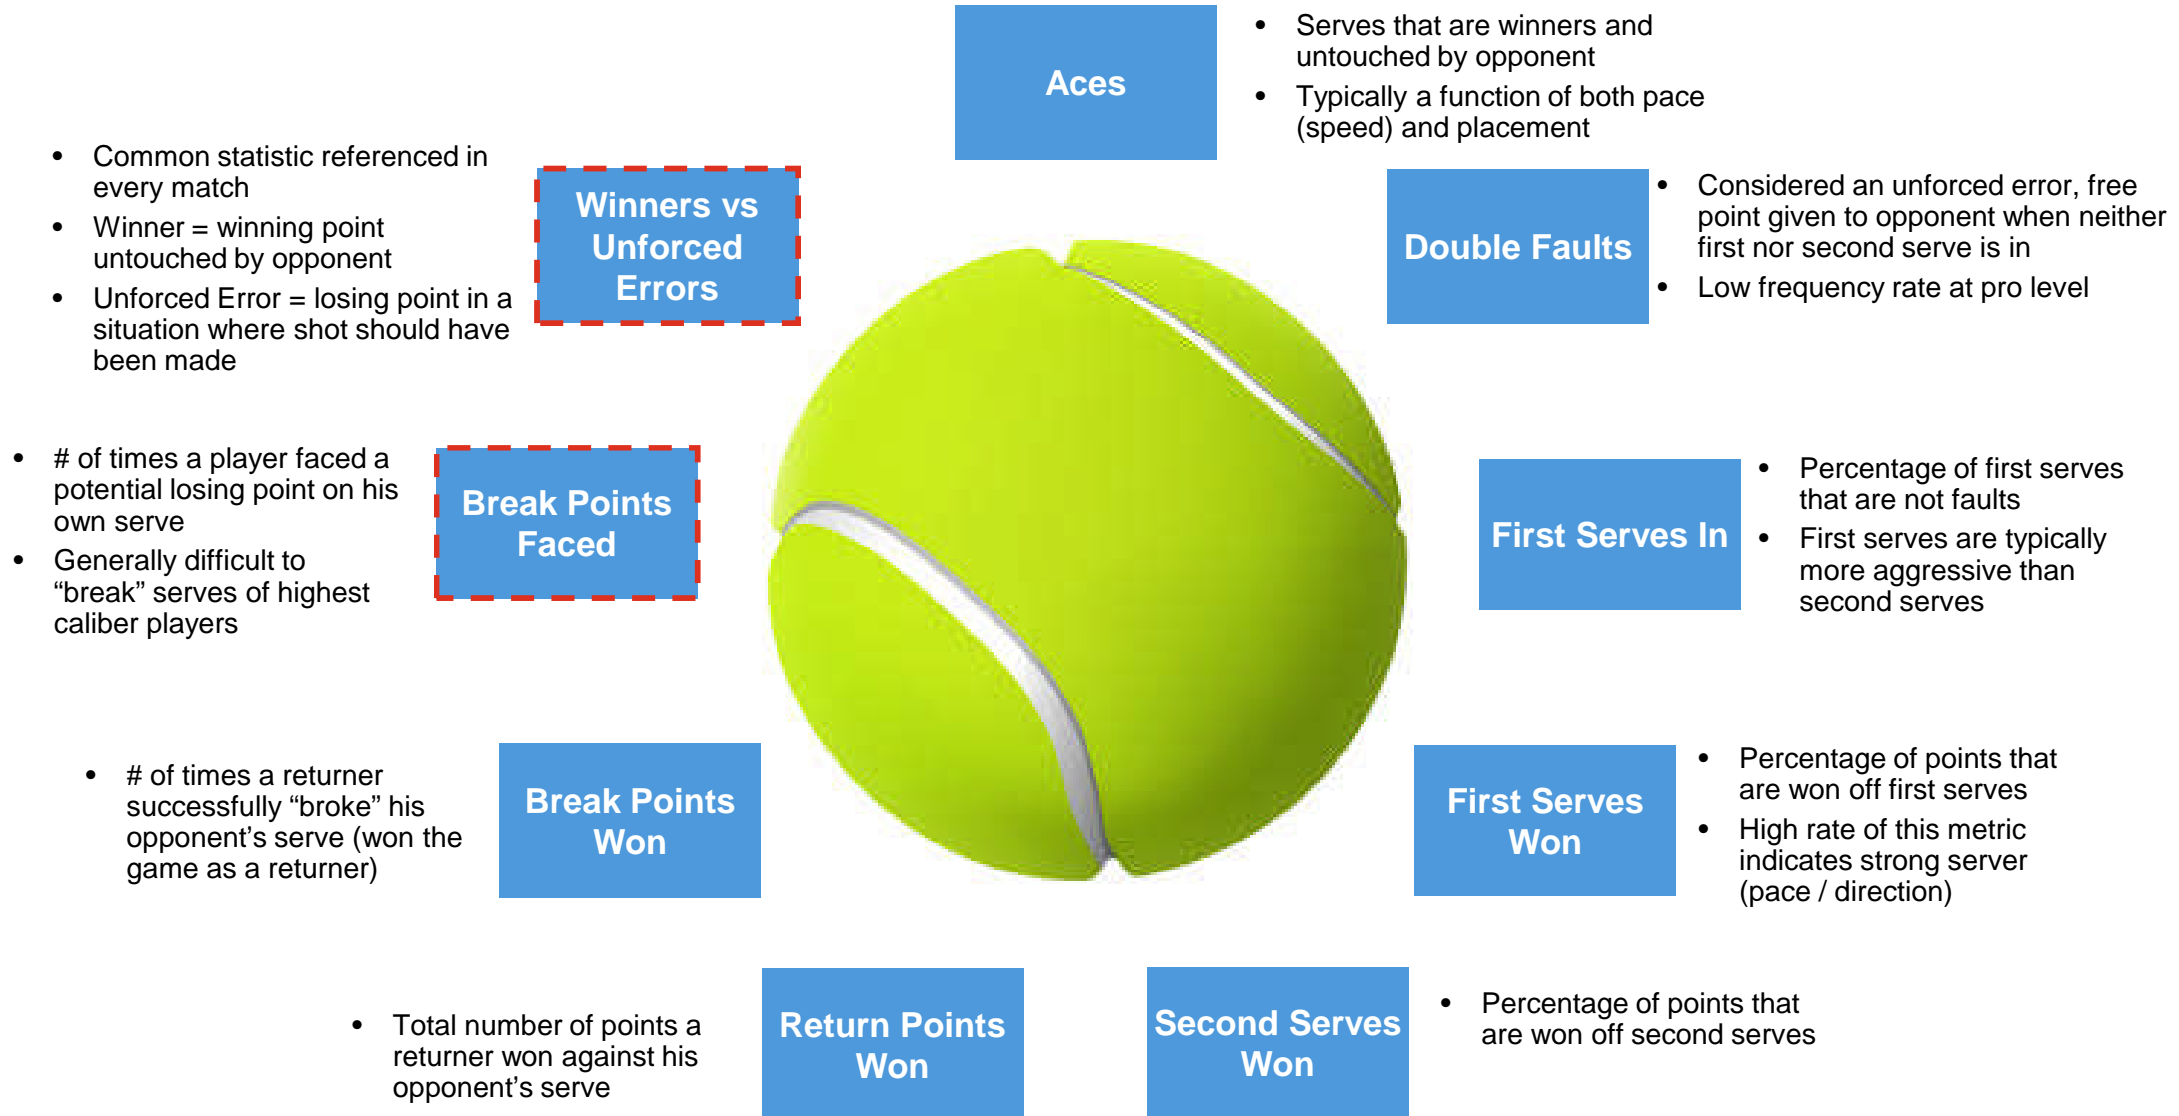 Aces
• Serves that are winners and
untouched by opponent
• Typically a function of both pace
(speed) and placement
Double Faults
• Considered an unforced error, free
point given to opponent when neither
first nor second serve is in
• Low frequency rate at pro level
First Serves In
• Percentage of first serves
that are not faults
• First serves are typically
more aggressive than
second serves
First Serves
Won
• Percentage of points that
are won off first serves
• High rate of this metric
indicates strong server
(pace / direction)
Second Serves
Won
• Percentage of points that
are won off second serves
Return Points
Won
• Total number of points a
returner won against his
opponent’s serve
Break Points
Won
• # of times a returner
successfully “broke” his
opponent’s serve (won the
game as a returner)
Break Points
Faced
• # of times a player faced a
potential losing point on his
own serve
• Generally difficult to
“break” serves of highest
caliber players
Winners vs
Unforced
Errors
• Common statistic referenced in
every match
• Winner = winning point
untouched by opponent
• Unforced Error = losing point in a
situation where shot should have
been made